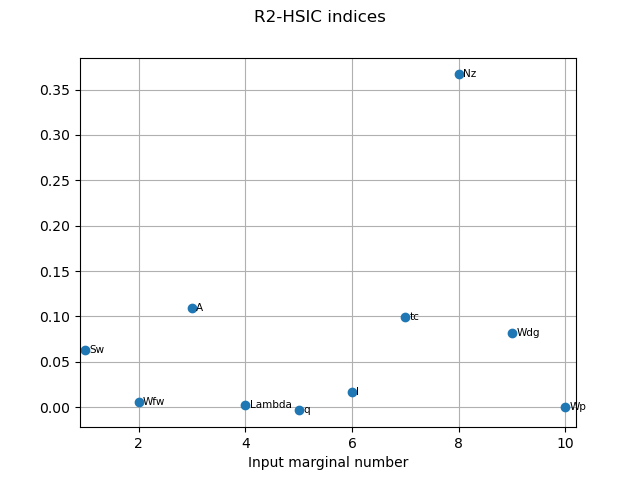 R2-HSIC indices
0.35
0.30
0.25
0.20
0.15
0.10
0.05
0.00
Nz
A
tc
Wdg
Sw
l
Wfw
Lambda
q
Wp
2
4
6
8
10
Input marginal number